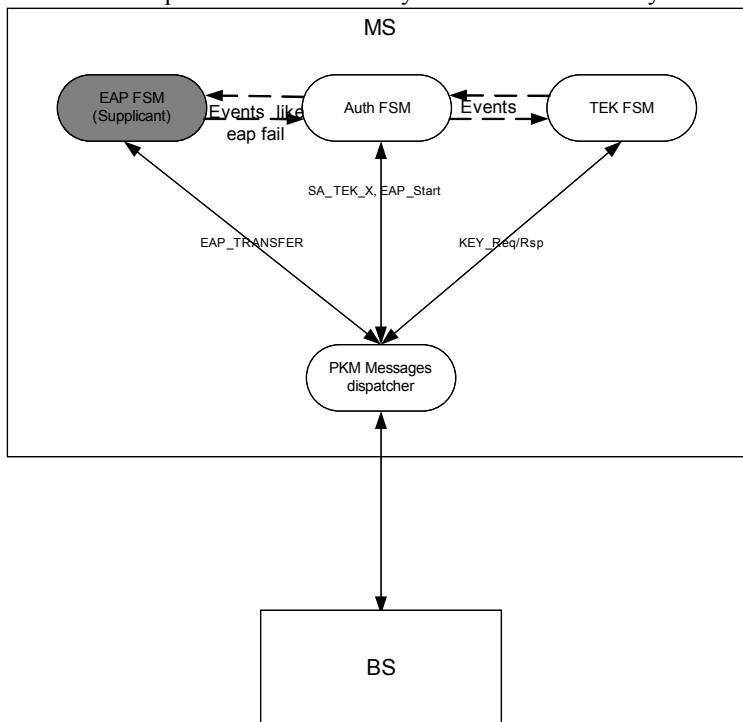 MS
EAP FSM
(Supplicant)
Events like
eap fail
Auth FSM
Events
TEK FSM
SA_TEK_X, EAP_Start
EAP_TRANSFER
KEY_Req/Rsp
PKM Messages
dispatcher
BS